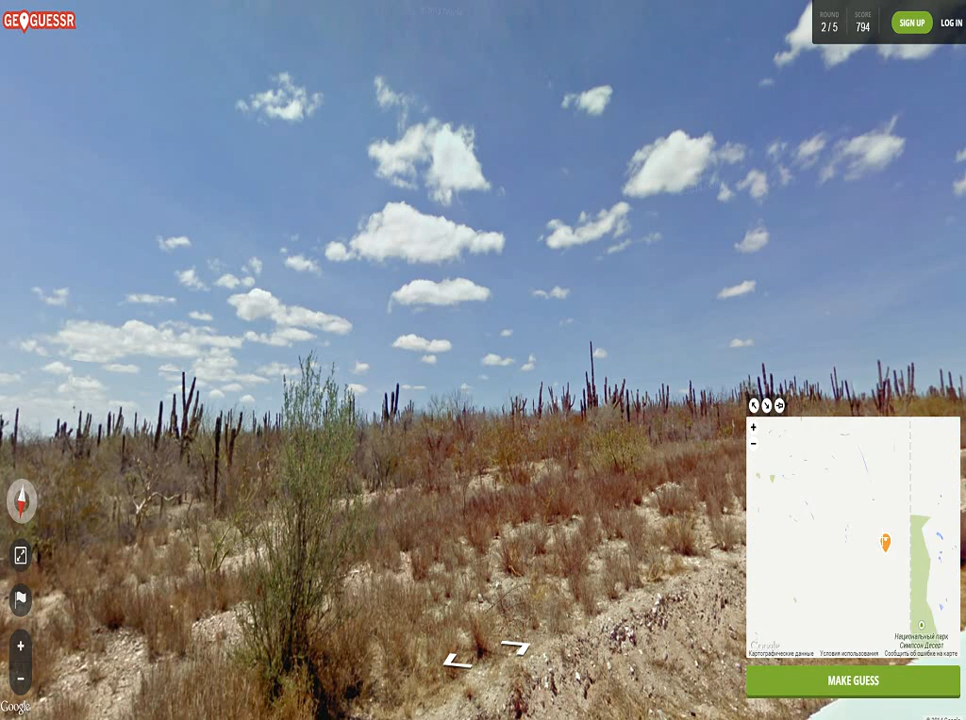 GEOGUESSR
ROUND
2 / 5
SCORE
794
SIGN UP
LOG IN
+
−
Национальный парк
Симпсон Десерт
Google
Картографические данные Условия использования Сообщить об ошибке на карте
MAKE GUESS
+
−
Google